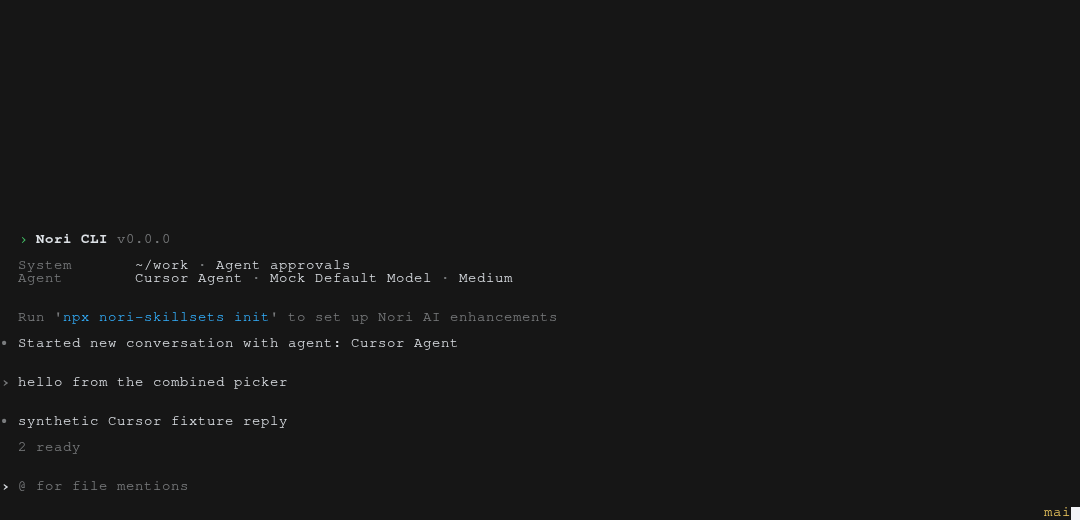 › Nori CLI v0.0.0
System ~/work · Agent approvals
Agent Cursor Agent · Mock Default Model · Medium
Run 'npx nori-skillsets init' to set up Nori AI enhancements
• Started new conversation with agent: Cursor Agent
› hello from the combined picker
• synthetic Cursor fixture reply
2 ready
› @ for file mentions
mai